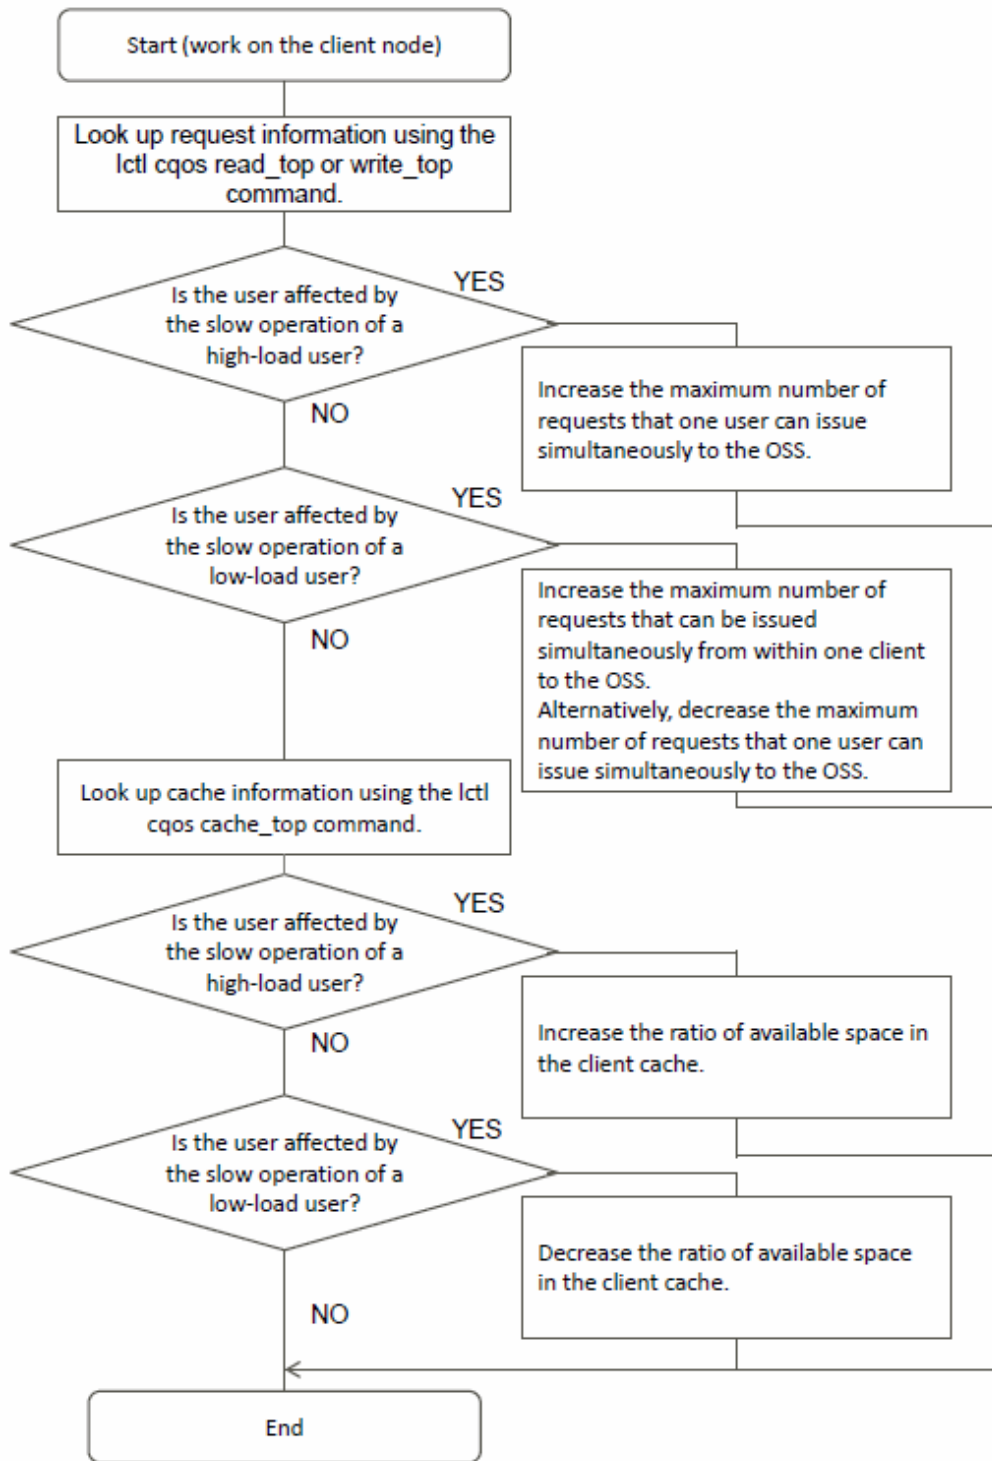 Start (work on the client node)
Look up request information using the
lctl cqos read_top or write_top
command.
YES
Is the user affected by
the slow operation of a
high-load user?
Increase the maximum number of
requests that one user can issue
simultaneously to the OSS.
NO
YES
Is the user affected by
the slow operation of a
low-load user?
Increase the maximum number of
requests that can be issued
simultaneously from within one client
to the OSS.
Alternatively, decrease the maximum
number of requests that one user can
issue simultaneously to the OSS.
NO
Look up cache information using the lctl
cqos cache_top command.
YES
Is the user affected by
the slow operation of a
high-load user?
Increase the ratio of available space in
the client cache.
NO
YES
Is the user affected by
the slow operation of a
low-load user?
Decrease the ratio of available space
in the client cache.
NO
End